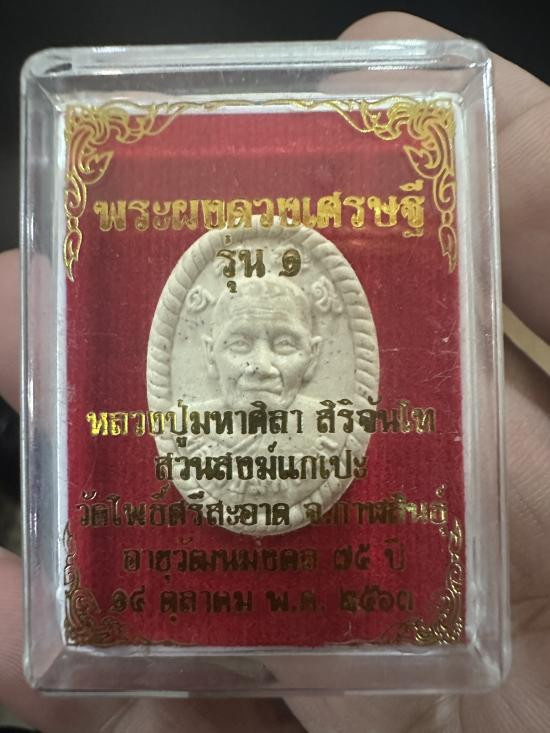 พระผงดวงเศรษฐี
รุ่น ๑
หลวงปู่มหาศิลา สิริจันโท
สวนสงฆ์แกเปะ
วัดโพธิ์ศรีสะอาด จ.กาฬสินธุ์
อายุวัฒนมงคล ๗๕ ปี
๑๔ ตุลาคม พ.ศ. ๒๕๖๓